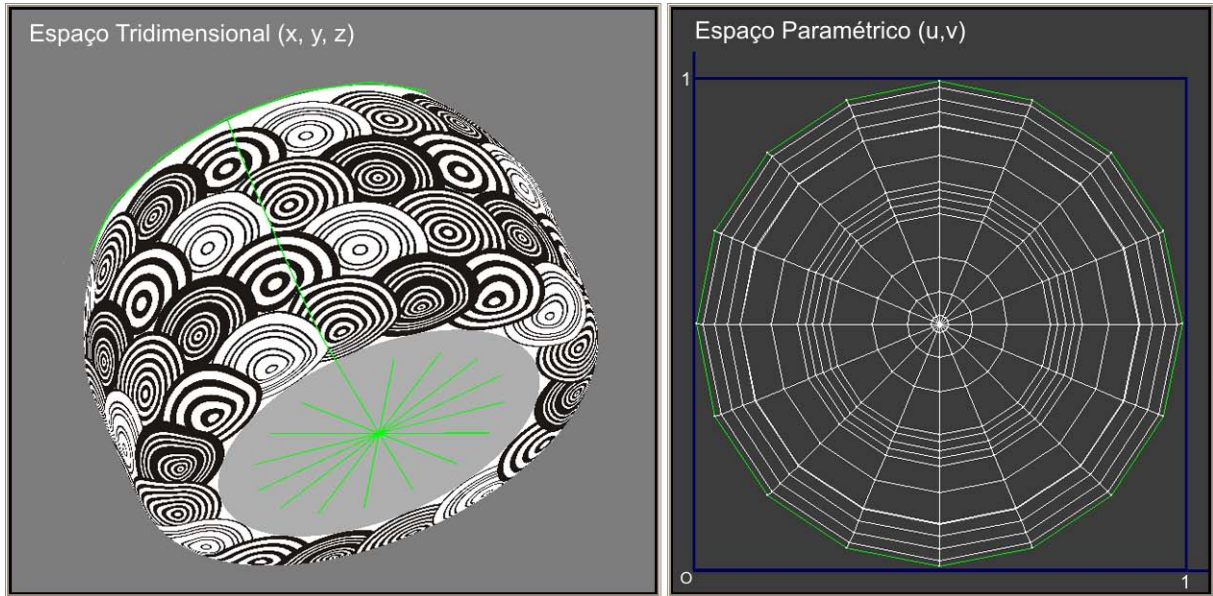 Espaço Tridimensional (x, y, z)
Espaço Paramétrico (u,v)
1
O
1